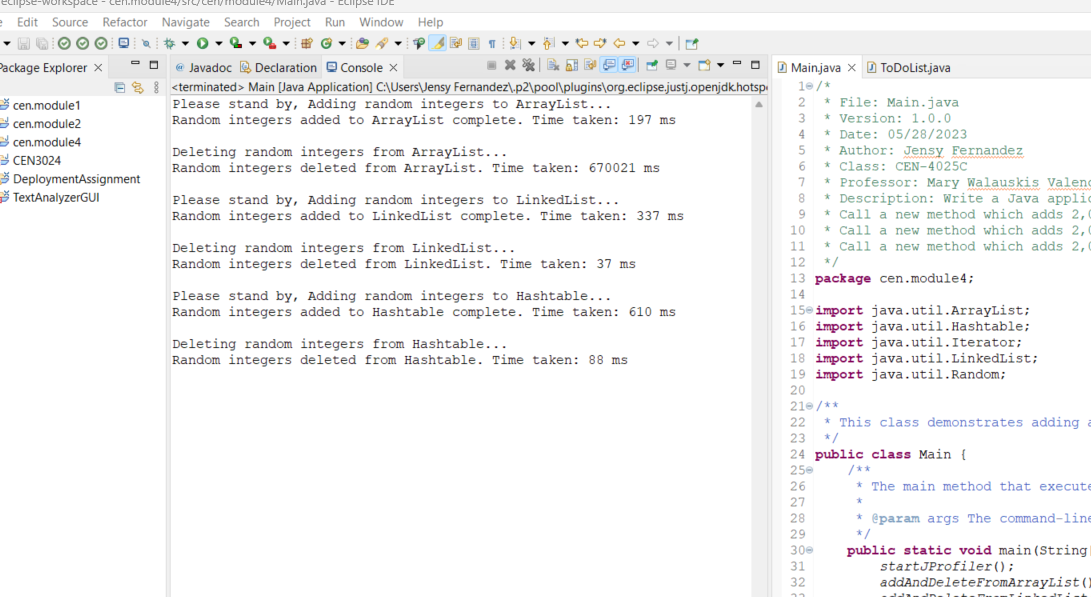 eclipse-workspace - cen.module4/src/cen/module4/Main.java - Eclipse IDE
Edit Source Refactor Navigate Search Project Run Window Help
Package Explorer
cen.module1
cen.module2
cen.module4
CEN3024
DeploymentAssignment
TextAnalyzerGUI
@ Javadoc Declaration Console
<terminated> Main [Java Application] C:\Users\Jensy Fernandez\.p2\pool\plugins\org.eclipse.justj.openjdk.hotsp
Please stand by, Adding random integers to ArrayList...
Random integers added to ArrayList complete. Time taken: 197 ms
Deleting random integers from ArrayList...
Random integers deleted from ArrayList. Time taken: 670021 ms
Please stand by, Adding random integers to LinkedList...
Random integers added to LinkedList complete. Time taken: 337 ms
Deleting random integers from LinkedList...
Random integers deleted from LinkedList. Time taken: 37 ms
Please stand by, Adding random integers to Hashtable...
Random integers added to Hashtable complete. Time taken: 610 ms
Deleting random integers from Hashtable...
Random integers deleted from Hashtable. Time taken: 88 ms
Main.java ToDoList.java
1 /*
2 * File: Main.java
3 * Version: 1.0.0
4 * Date: 05/28/2023
5 * Author: Jensy Fernandez
6 * Class: CEN-4025C
7 * Professor: Mary Walauskis Valenc
8 * Description: Write a Java applic
9 * Call a new method which adds 2,0
10 * Call a new method which adds 2,0
11 * Call a new method which adds 2,0
12 */
13 package cen.module4;
14
15 import java.util.ArrayList;
16 import java.util.Hashtable;
17 import java.util.Iterator;
18 import java.util.LinkedList;
19 import java.util.Random;
20
21 /**
22 * This class demonstrates adding a
23 */
24 public class Main {
25 /**
26 * The main method that execute
27 *
28 * @param args The command-line
29 */
30 public static void main(String[
31 startJProfiler();
32 addAndDeleteFromArrayList()